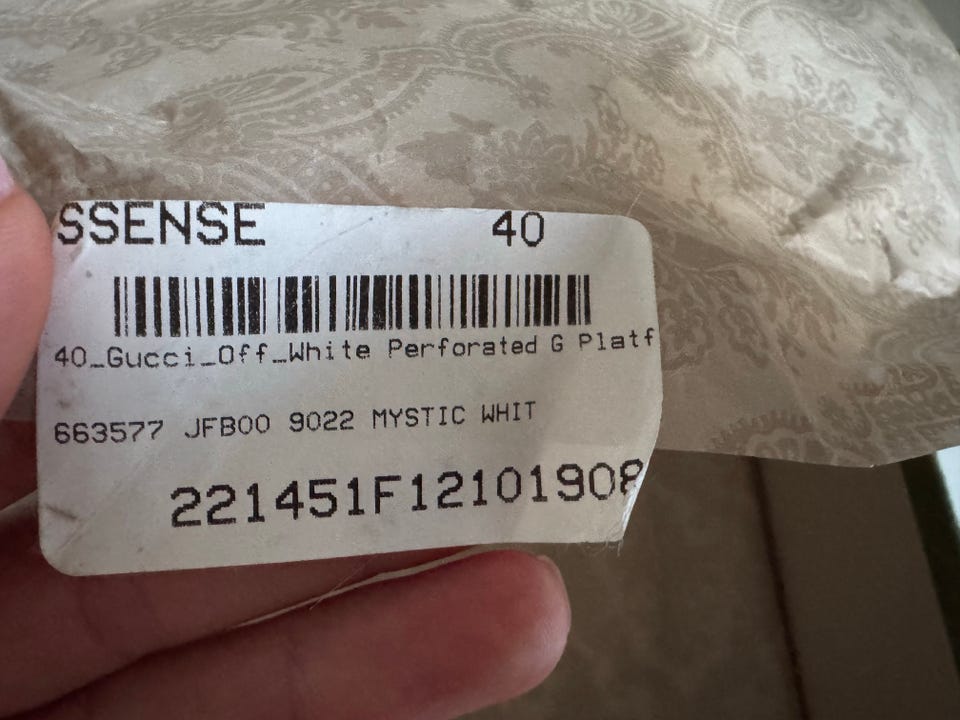 SSENSE 40
40_Gucci_Off_White Perforated G Platf
663577 JFB00 9022 MYSTIC WHIT
221451F12101908